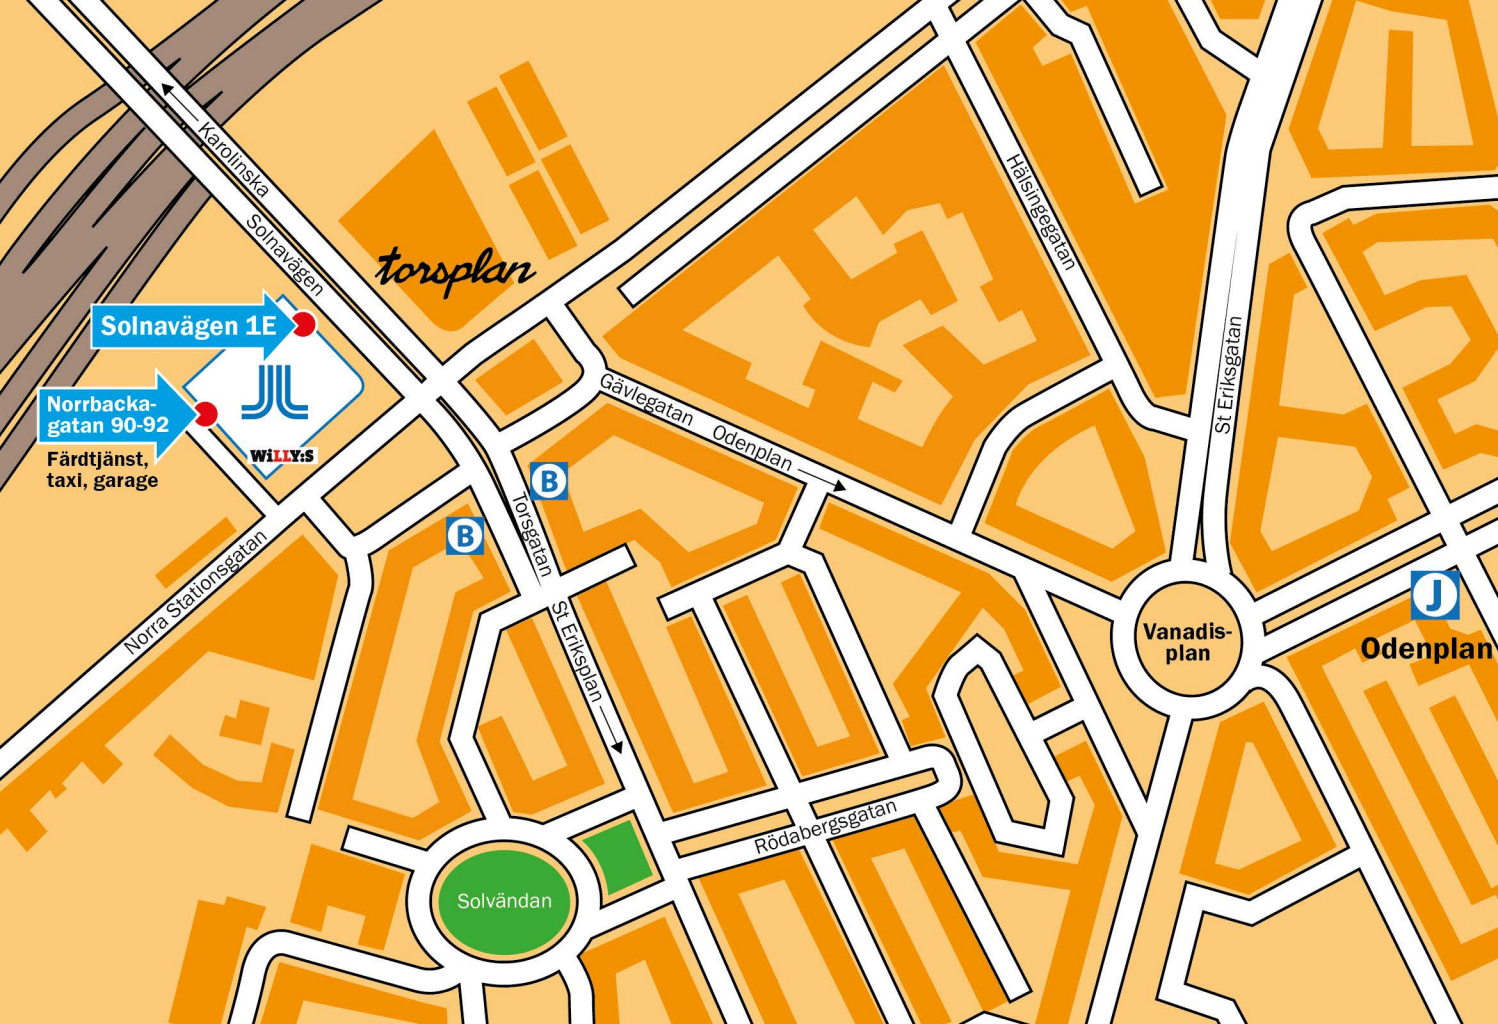 Karolinska
Solnavägen
torsplan
Hälsingegatan
Solnavägen 1E
St Eriksgatan
Gävlegatan
Odenplan
Norrbacka-
gatan 90-92
Färdtjänst,
taxi, garage
WiLLY:S
B
B
Torsgatan
Norra Stationsgatan
J
Odenplan
Vanadis-
plan
St Eriksplan
Rödabergsgatan
Solvändan